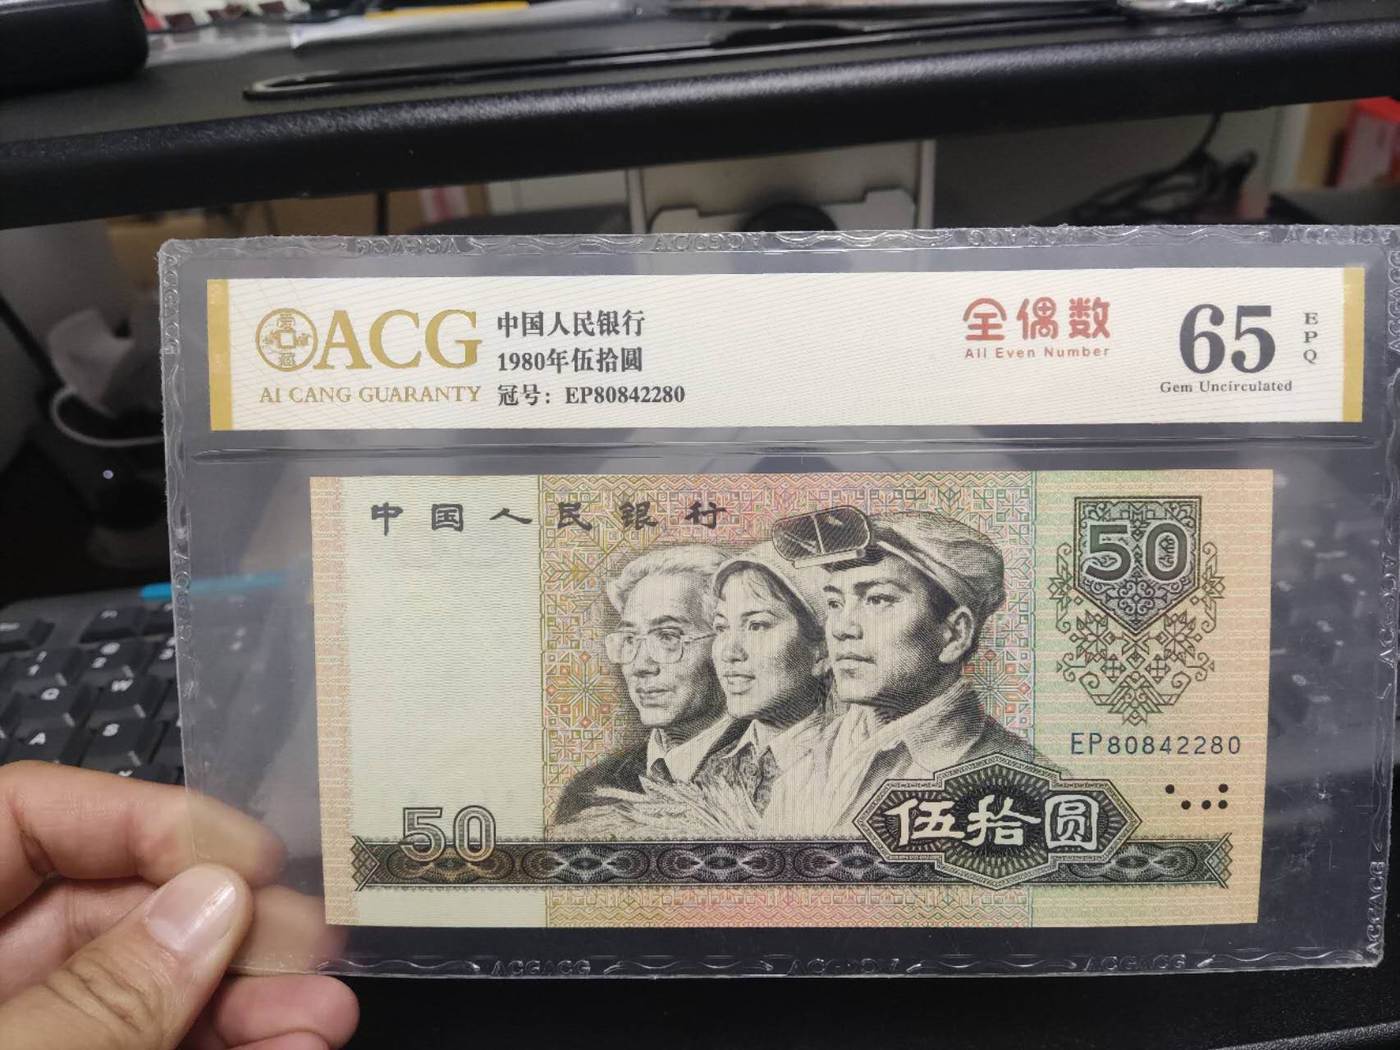 ACG
AI CANG GUARANTY
中国人民银行
1980年伍拾圆
冠号：EP80842280
全偶数
All Even Number
65
EPQ
Gem Uncirculated
中国人民银行
50
EP80842280
50
伍拾圆